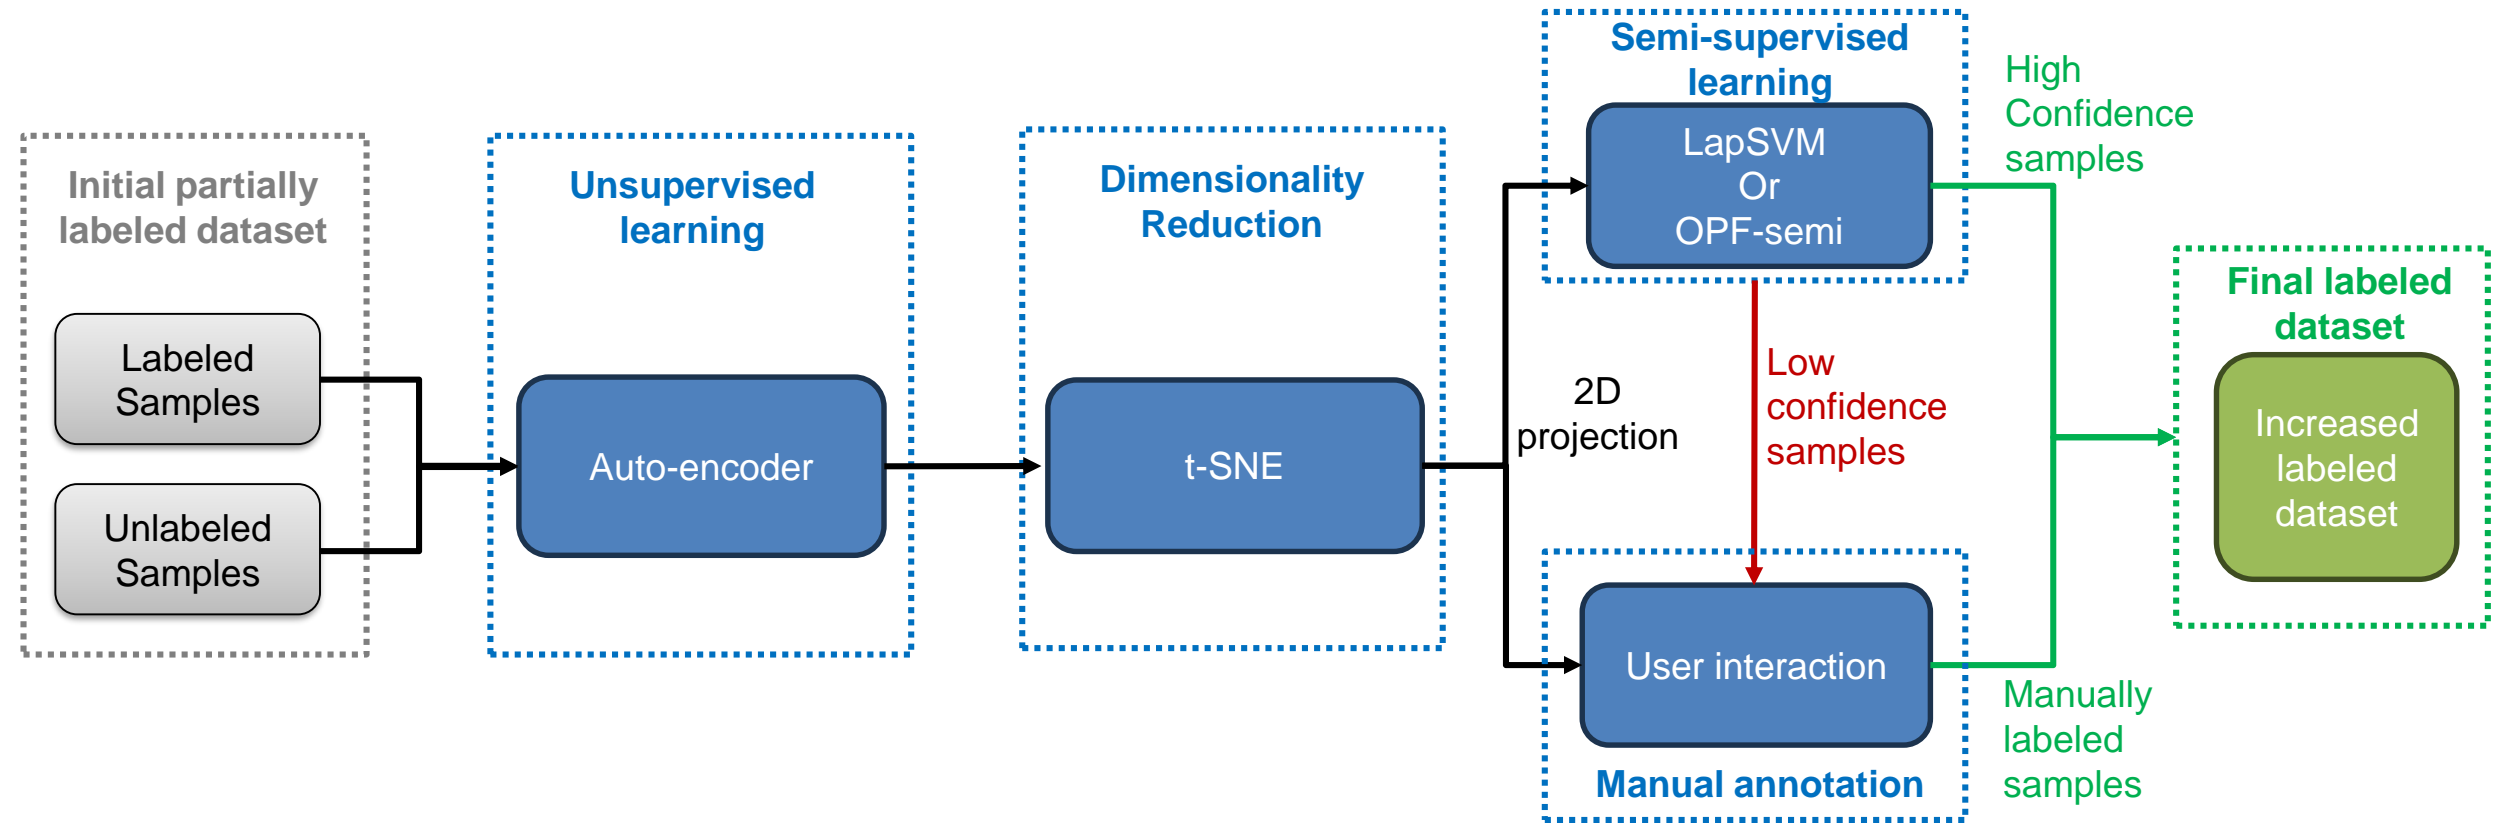 Initial partially
labeled dataset
Labeled
Samples
Unlabeled
Samples
Unsupervised
learning
Auto-encoder
Dimensionality
Reduction
t-SNE
2D
projection
Semi-supervised
learning
LapSVM
Or
OPF-semi
Low
confidence
samples
User interaction
Manual annotation
High
Confidence
samples
Manually
labeled
samples
Final labeled
dataset
Increased
labeled
dataset